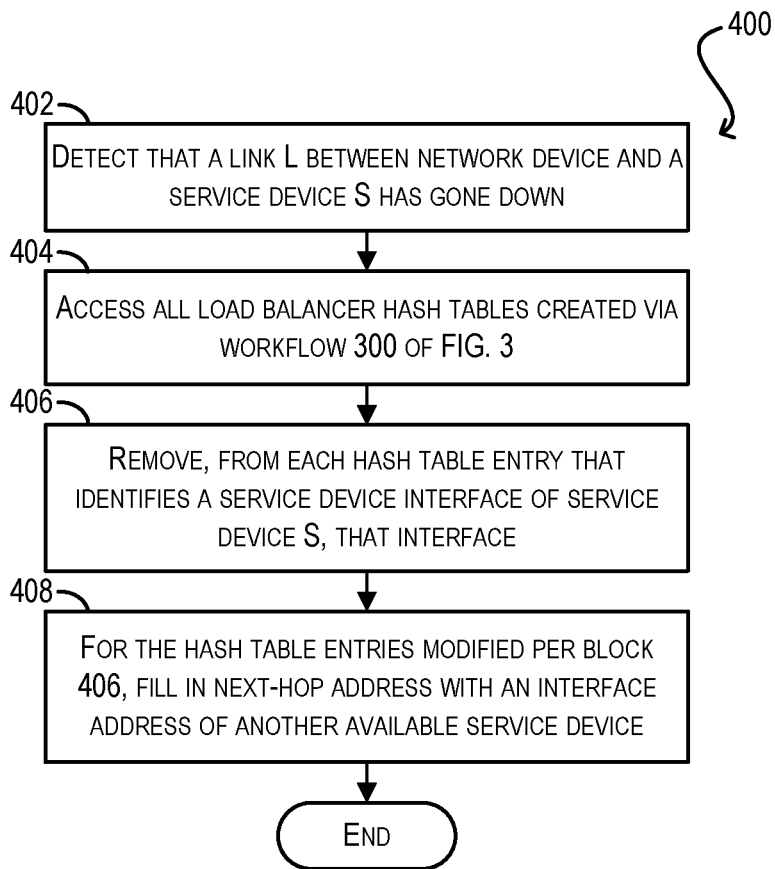 400
402
DETECT THAT A LINK L BETWEEN NETWORK DEVICE AND A
SERVICE DEVICE S HAS GONE DOWN
404
ACCESS ALL LOAD BALANCER HASH TABLES CREATED VIA
WORKFLOW 300 OF FIG. 3
406
REMOVE, FROM EACH HASH TABLE ENTRY THAT
IDENTIFIES A SERVICE DEVICE INTERFACE OF SERVICE
DEVICE S, THAT INTERFACE
408
FOR THE HASH TABLE ENTRIES MODIFIED PER BLOCK
406, FILL IN NEXT-HOP ADDRESS WITH AN INTERFACE
ADDRESS OF ANOTHER AVAILABLE SERVICE DEVICE
END